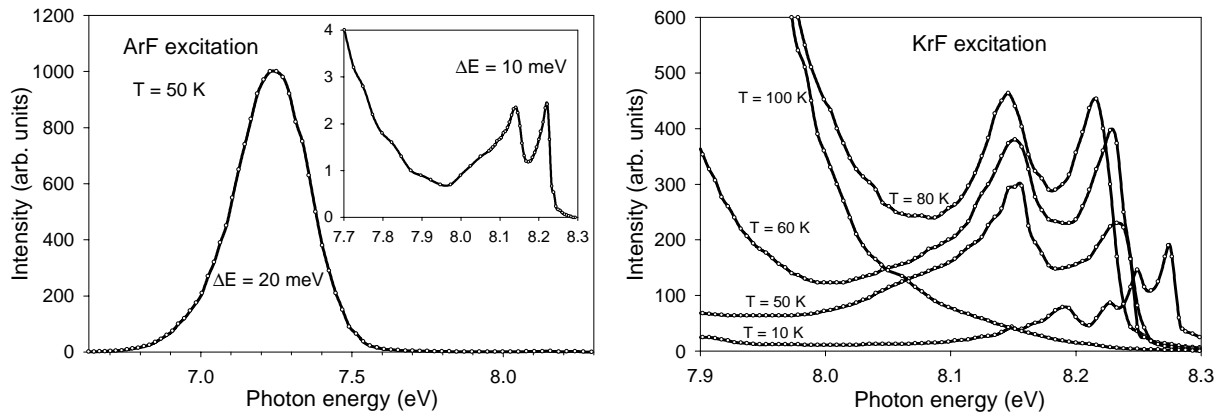 ArF excitation
T = 50 K
ΔE = 20 meV
Intensity (arb. units)
1200
1000
800
600
400
200
0
7.0
7.5
8.0
Photon energy (eV)
ΔE = 10 meV
4
3
2
1
0
7.7
7.8
7.9
8.0
8.1
8.2
8.3
KrF excitation
T = 100 K
T = 80 K
T = 60 K
T = 50 K
T = 10 K
Intensity (arb. units)
600
500
400
300
200
100
0
7.9
8.0
8.1
8.2
8.3
Photon energy (eV)